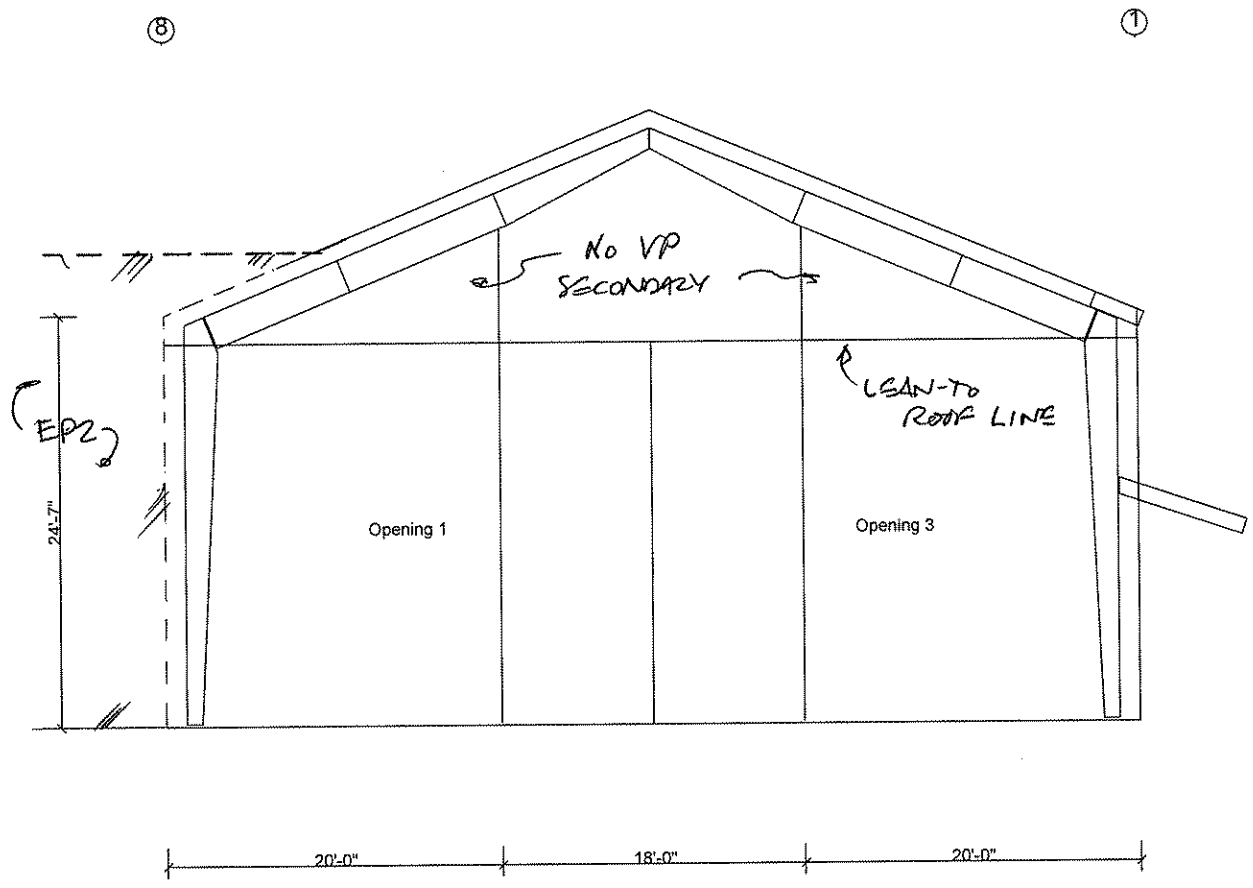 8
1
No VP
SECONDARY
LEAN-TO
ROOF LINE
EP2
24'-7"
Opening 1
Opening 3
20'-0"
18'-0"
20'-0"